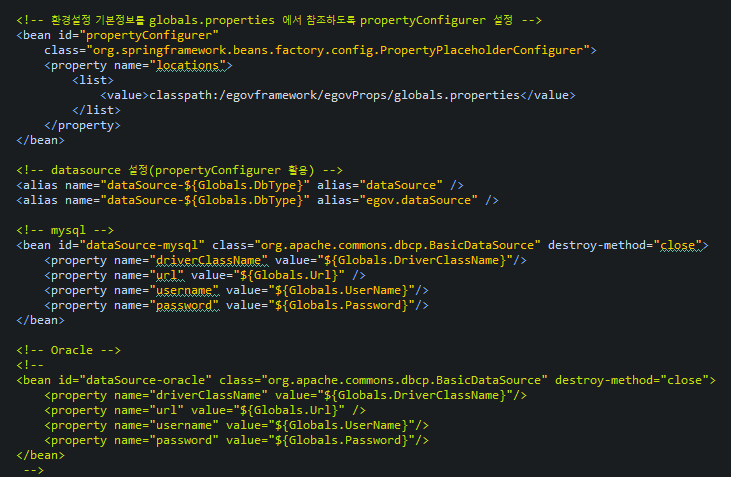 <!-- 환경설정 기본정보를 globals.properties 에서 참조하도록 propertyConfigurer 설정 -->
<bean id="propertyConfigurer"
class="org.springframework.beans.factory.config.PropertyPlaceholderConfigurer">
<property name="locations">
<list>
<value>classpath:/egovframework/egovProps/globals.properties</value>
</list>
</property>
</bean>
<!-- datasource 설정(propertyConfigurer 활용) -->
<alias name="dataSource-${Globals.DbType}" alias="dataSource" />
<alias name="dataSource-${Globals.DbType}" alias="egov.dataSource" />
<!-- mysql -->
<bean id="dataSource-mysql" class="org.apache.commons.dbcp.BasicDataSource" destroy-method="close">
<property name="driverClassName" value="${Globals.DriverClassName}"/>
<property name="url" value="${Globals.Url}" />
<property name="username" value="${Globals.UserName}"/>
<property name="password" value="${Globals.Password}"/>
</bean>
<!-- Oracle -->
<!--
<bean id="dataSource-oracle" class="org.apache.commons.dbcp.BasicDataSource" destroy-method="close">
<property name="driverClassName" value="${Globals.DriverClassName}"/>
<property name="url" value="${Globals.Url}" />
<property name="username" value="${Globals.UserName}"/>
<property name="password" value="${Globals.Password}"/>
</bean>
-->